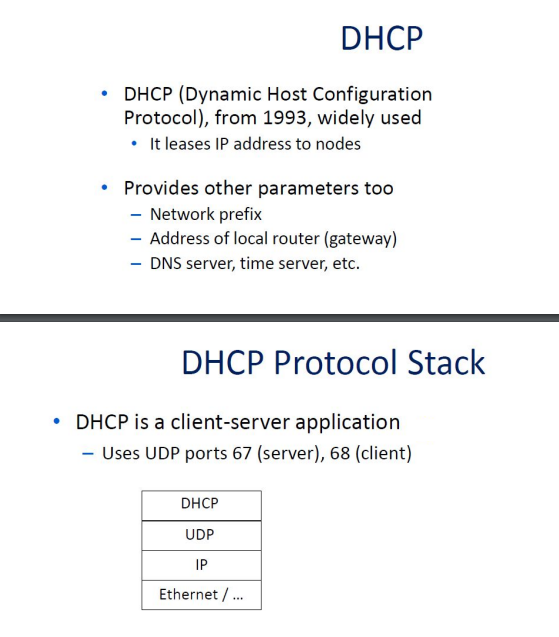 DHCP
• DHCP (Dynamic Host Configuration
Protocol), from 1993, widely used
• It leases IP address to nodes
• Provides other parameters too
– Network prefix
– Address of local router (gateway)
– DNS server, time server, etc.
DHCP Protocol Stack
• DHCP is a client-server application
– Uses UDP ports 67 (server), 68 (client)
DHCP
UDP
IP
Ethernet / ...